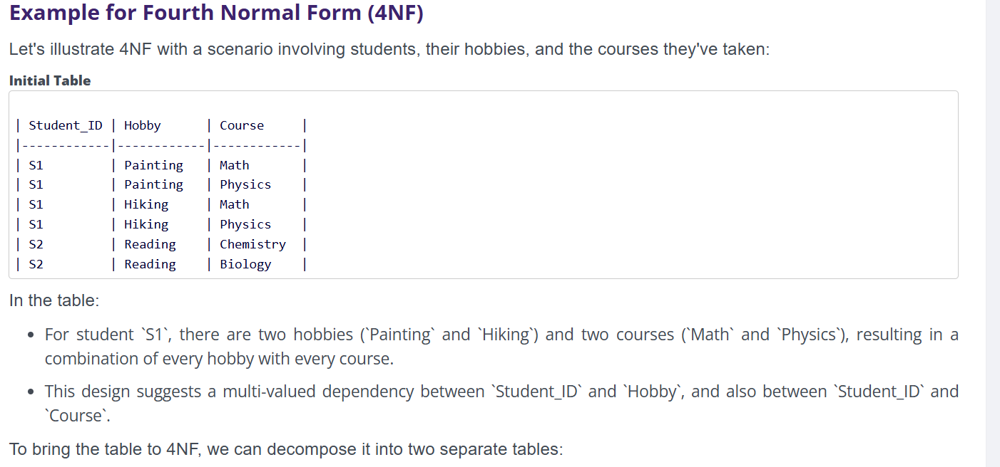 Example for Fourth Normal Form (4NF)
Let's illustrate 4NF with a scenario involving students, their hobbies, and the courses they've taken:
Initial Table
| Student_ID | Hobby      | Course     |
|------------|------------|------------|
| S1         | Painting   | Math       |
| S1         | Painting   | Physics    |
| S1         | Hiking     | Math       |
| S1         | Hiking     | Physics    |
| S2         | Reading    | Chemistry  |
| S2         | Reading    | Biology    |
In the table:
• For student `S1`, there are two hobbies (`Painting` and `Hiking`) and two courses (`Math` and `Physics`), resulting in a
combination of every hobby with every course.
• This design suggests a multi-valued dependency between `Student_ID` and `Hobby`, and also between `Student_ID` and
`Course`.
To bring the table to 4NF, we can decompose it into two separate tables: